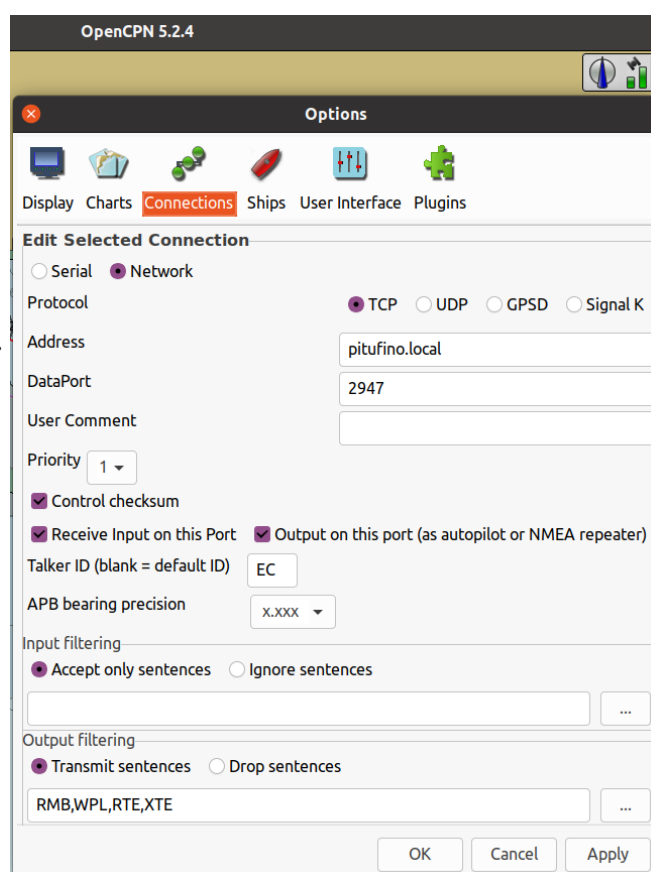 OpenCPN 5.2.4
Options
Display Charts Connections Ships User Interface Plugins
Edit Selected Connection
Serial Network
Protocol TCP UDP GPSD Signal K
Address pitufino.local
DataPort 2947
User Comment
Priority 1
Control checksum
Receive Input on this Port Output on this port (as autopilot or NMEA repeater)
Talker ID (blank = default ID) EC
APB bearing precision x.xxx
Input filtering
Accept only sentences Ignore sentences
...
Output filtering
Transmit sentences Drop sentences
RMB,WPL,RTE,XTE ...
OK Cancel Apply